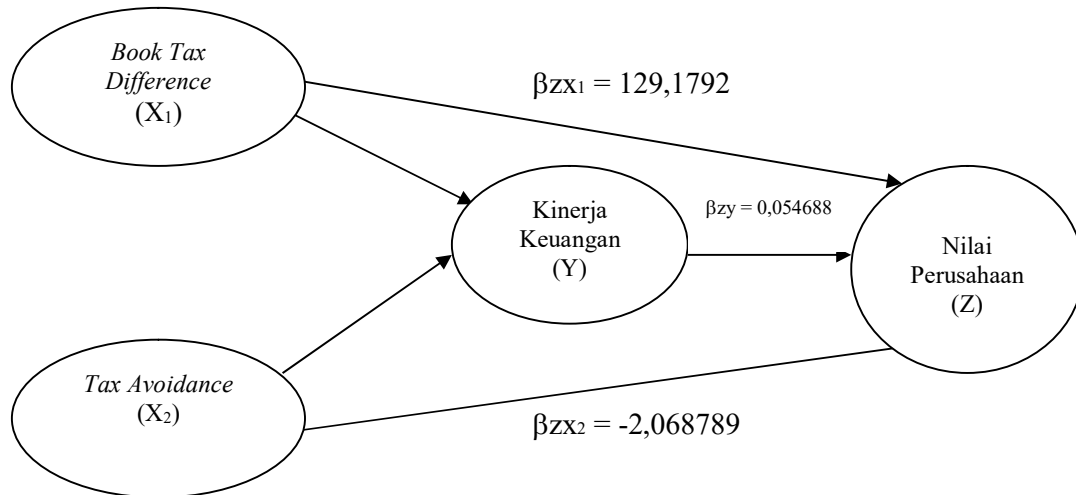 Book Tax
Difference
(X₁)
βzx₁ = 129,1792
Kinerja
Keuangan
(Y)
βzy = 0,054688
Nilai
Perusahaan
(Z)
Tax Avoidance
(X₂)
βzx₂ = -2,068789